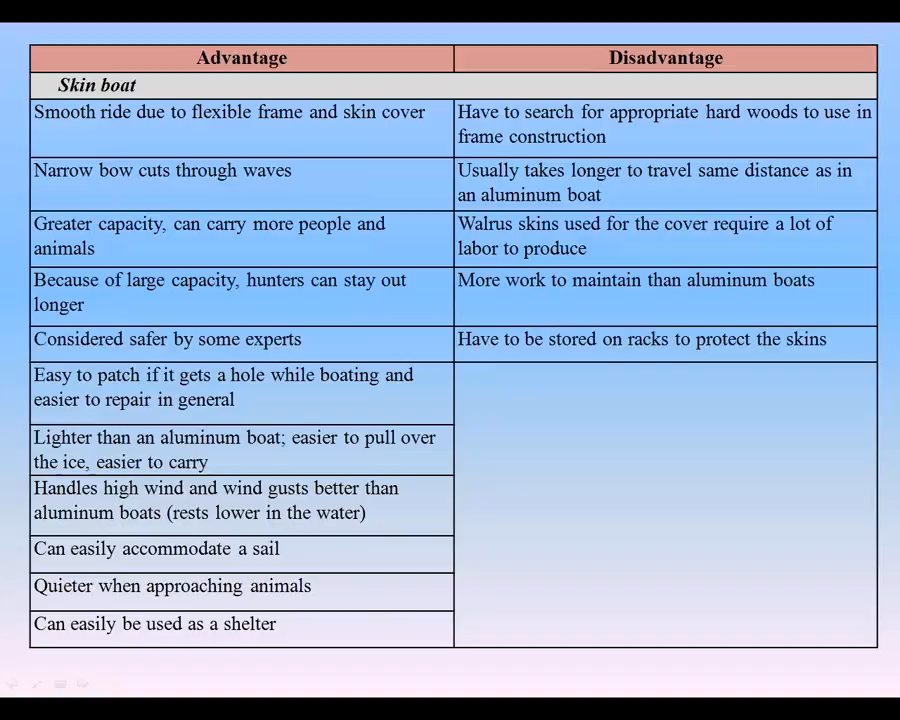 Advantage
Disadvantage
Skin boat
Smooth ride due to flexible frame and skin cover
Have to search for appropriate hard woods to use in
frame construction
Narrow bow cuts through waves
Usually takes longer to travel same distance as in
an aluminum boat
Greater capacity, can carry more people and
animals
Walrus skins used for the cover require a lot of
labor to produce
Because of large capacity, hunters can stay out
longer
More work to maintain than aluminum boats
Considered safer by some experts
Have to be stored on racks to protect the skins
Easy to patch if it gets a hole while boating and
easier to repair in general
Lighter than an aluminum boat; easier to pull over
the ice, easier to carry
Handles high wind and wind gusts better than
aluminum boats (rests lower in the water)
Can easily accommodate a sail
Quieter when approaching animals
Can easily be used as a shelter